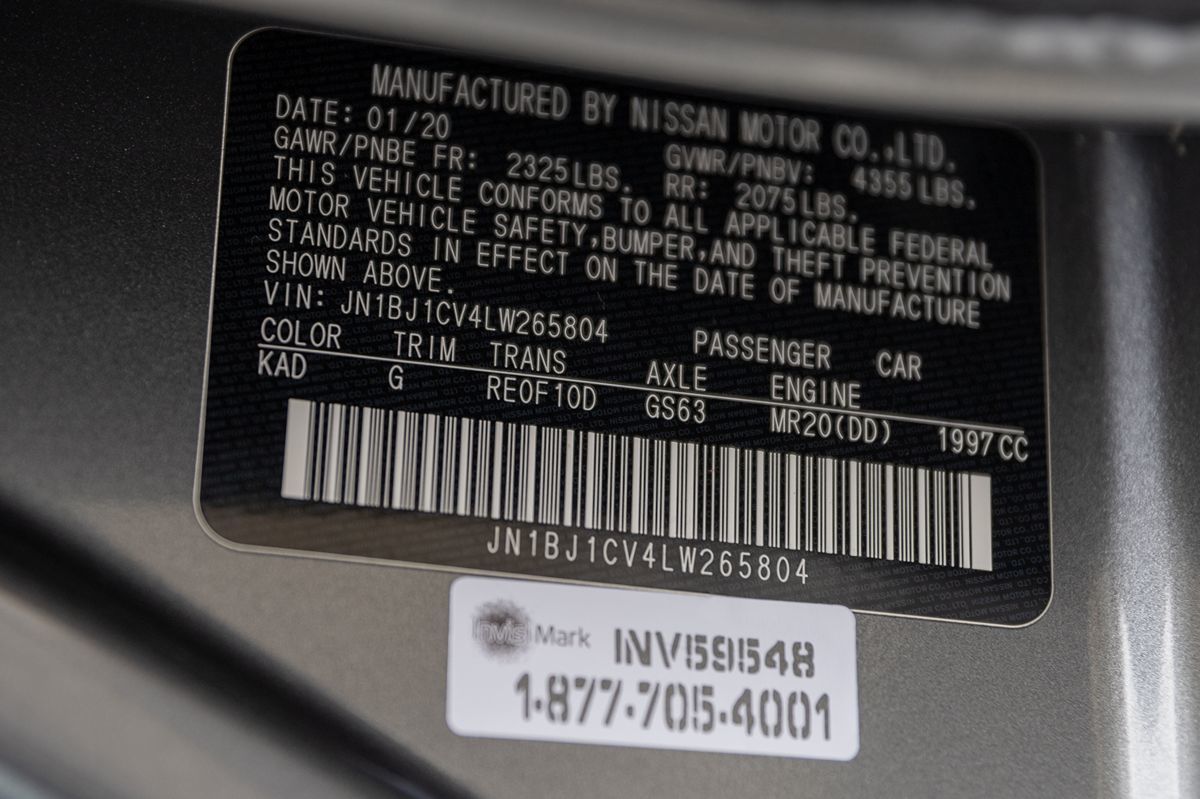 MANUFACTURED BY NISSAN MOTOR CO.,LTD.
DATE: 01/20 GVWR/PNBV: 4355LBS.
GAWR/PNBE FR: 2325LBS. RR: 2075LBS.
THIS VEHICLE CONFORMS TO ALL APPLICABLE FEDERAL
MOTOR VEHICLE SAFETY,BUMPER,AND THEFT PREVENTION
STANDARDS IN EFFECT ON THE DATE OF MANUFACTURE
SHOWN ABOVE.
VIN: JN1BJ1CV4LW265804 PASSENGER CAR
COLOR TRIM TRANS AXLE ENGINE
KAD G REOF10D GS63 MR20(DD) 1997CC
JN1BJ1CV4LW265804
invis Mark INV59548
1-877-705-4001